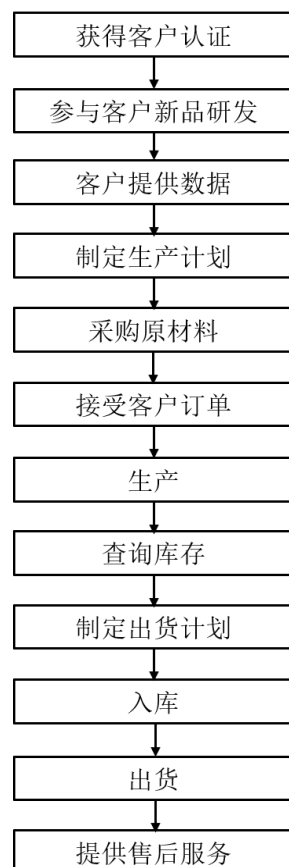 获得客户认证
参与客户新品研发
客户提供数据
制定生产计划
采购原材料
接受客户订单
生产
查询库存
制定出货计划
入库
出货
提供售后服务